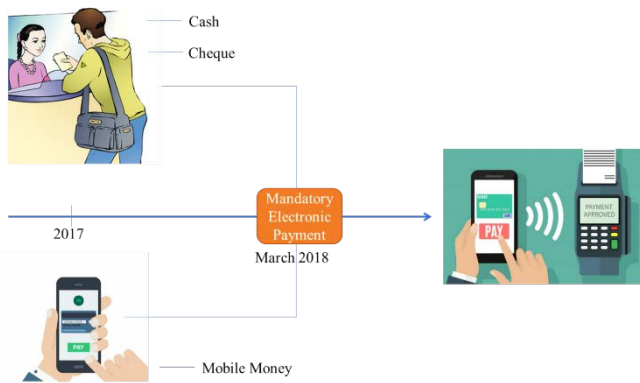 Cash
Cheque
Mandatory
Electronic
Payment
2017
March 2018
PAY
PAYMENT
APPROVED
PAY
Mobile Money